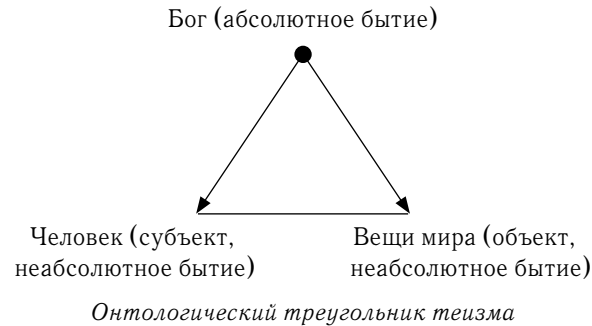 Бог (абсолютное бытие)
Человек (субъект,
неабсолютное бытие)
Вещи мира (объект,
неабсолютное бытие)
Онтологический треугольник теизма